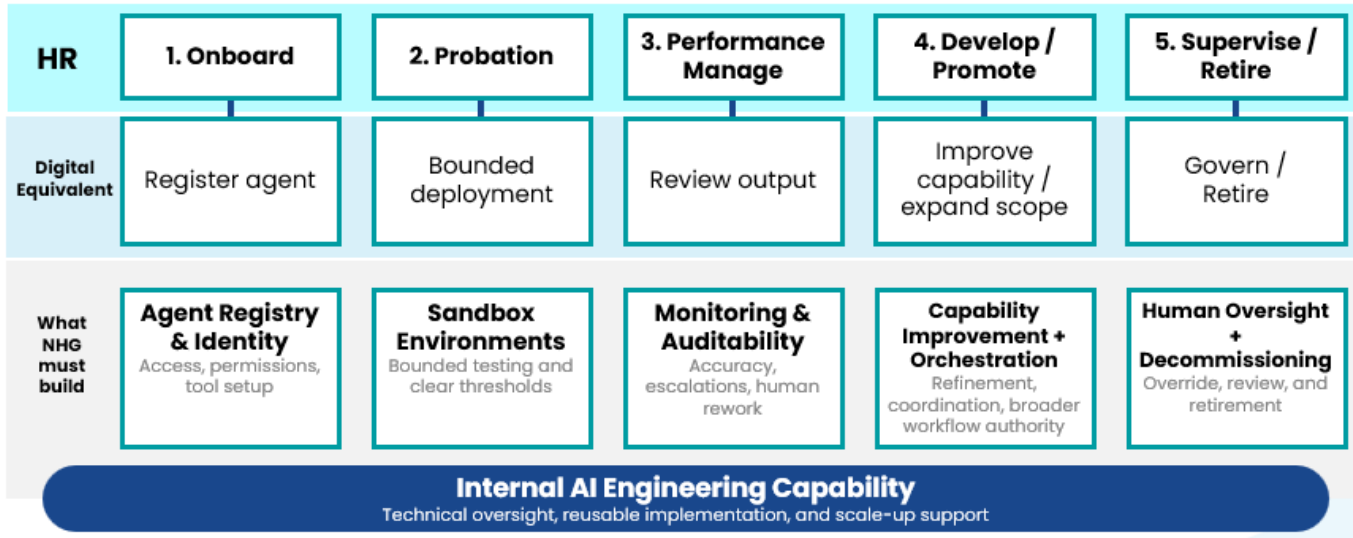 HR
1. Onboard
2. Probation
3. Performance
Manage
4. Develop /
Promote
5. Supervise /
Retire
Digital
Equivalent
Register agent
Bounded
deployment
Review output
Improve
capability /
expand scope
Govern /
Retire
What
NHG
must
build
Agent Registry
& Identity
Access, permissions,
tool setup
Sandbox
Environments
Bounded testing and
clear thresholds
Monitoring &
Auditability
Accuracy,
escalations, human
rework
Capability
Improvement +
Orchestration
Refinement,
coordination, broader
workflow authority
Human Oversight
+
Decommissioning
Override, review, and
retirement
Internal AI Engineering Capability
Technical oversight, reusable implementation, and scale-up support